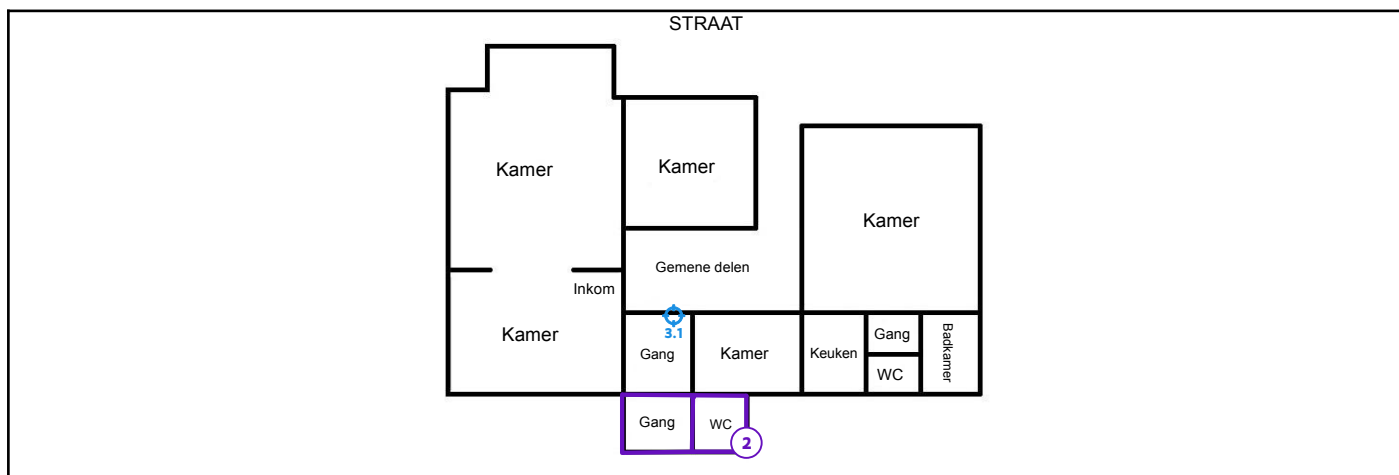 STRAAT
Kamer
Kamer
Kamer
Gemene delen
Inkom
3.1
Kamer
Gang
Kamer
Keuken
Gang
WC
Badkamer
Gang
WC
2